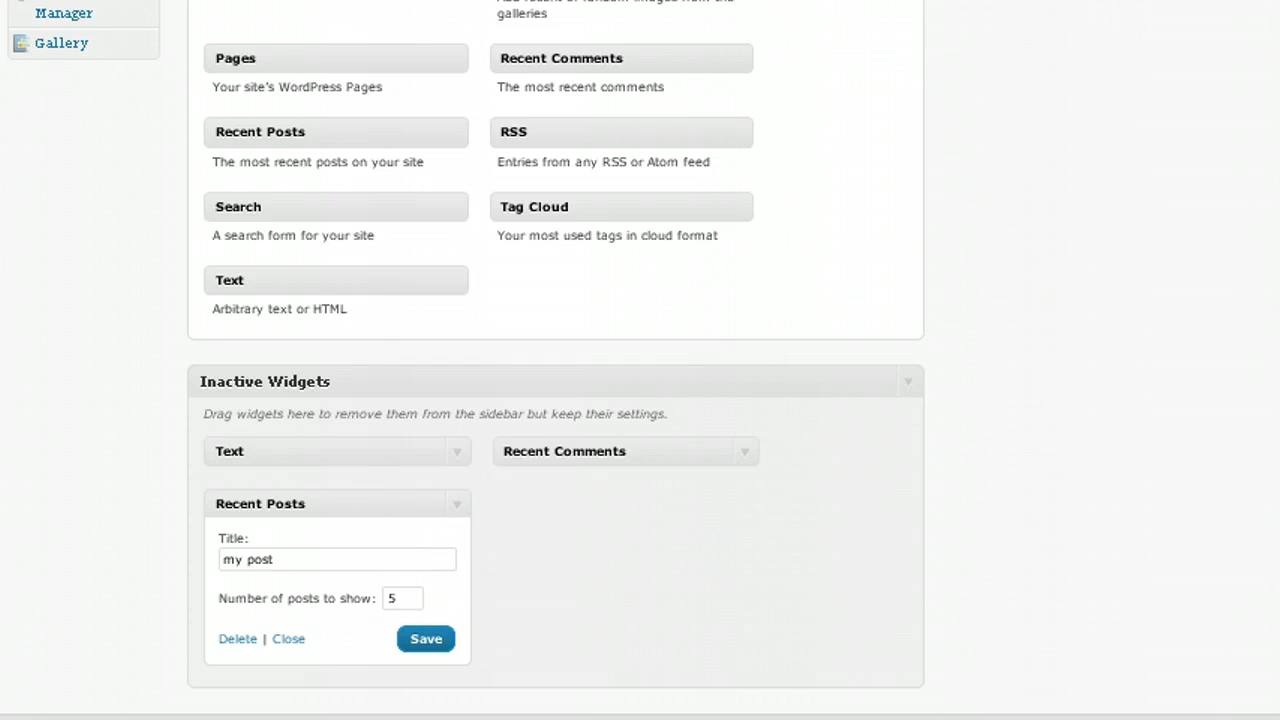 Manager
Gallery
galleries
Pages
Recent Comments
Your site's WordPress Pages
The most recent comments
Recent Posts
RSS
The most recent posts on your site
Entries from any RSS or Atom feed
Search
Tag Cloud
A search form for your site
Your most used tags in cloud format
Text
Arbitrary text or HTML
Inactive Widgets
Drag widgets here to remove them from the sidebar but keep their settings.
Text
Recent Comments
Recent Posts
Title:
my post
Number of posts to show: 5
Delete | Close
Save